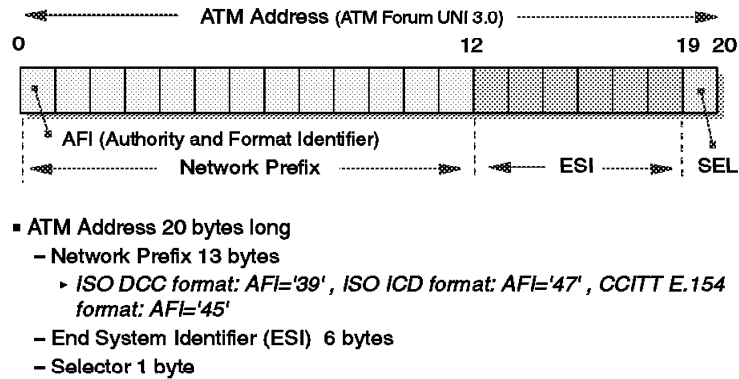 ATM Address (ATM Forum UNI 3.0)
0 12 19 20
AFI (Authority and Format Identifier)
Network Prefix ESI SEL
▪ ATM Address 20 bytes long
– Network Prefix 13 bytes
▸ ISO DCC format: AFI='39' , ISO ICD format: AFI='47' , CCITT E.154
format: AFI='45'
– End System Identifier (ESI) 6 bytes
– Selector 1 byte